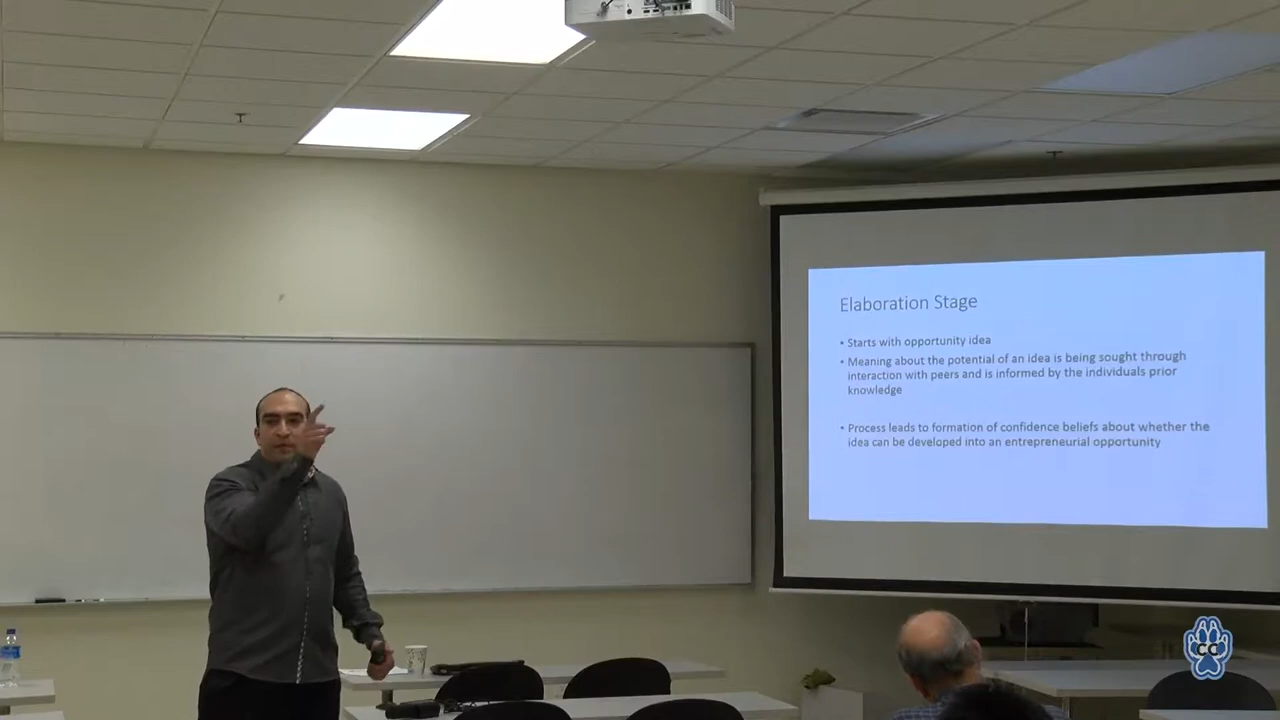 Elaboration Stage
• Starts with opportunity idea
• Meaning about the potential of an idea is being sought through
interaction with peers and is informed by the individuals prior
knowledge
• Process leads to formation of confidence beliefs about whether the
idea can be developed into an entrepreneurial opportunity
CC